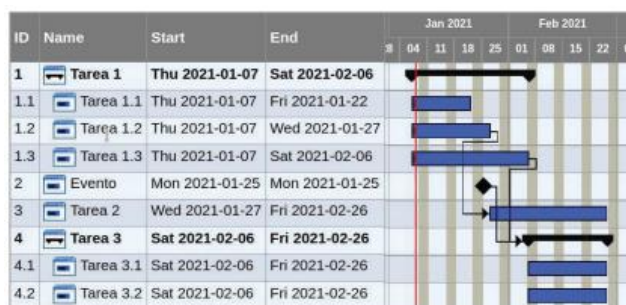 Jan 2021 Feb 2021
ID Name Start End 8 04 11 18 25 01 08 15 22
1 Tarea 1 Thu 2021-01-07 Sat 2021-02-06
1.1 Tarea 1.1 Thu 2021-01-07 Fri 2021-01-22
1.2 Tarea 1.2 Thu 2021-01-07 Wed 2021-01-27
1.3 Tarea 1.3 Thu 2021-01-07 Sat 2021-02-06
2 Evento Mon 2021-01-25 Mon 2021-01-25
3 Tarea 2 Wed 2021-01-27 Fri 2021-02-26
4 Tarea 3 Sat 2021-02-06 Fri 2021-02-26
4.1 Tarea 3.1 Sat 2021-02-06 Fri 2021-02-26
4.2 Tarea 3.2 Sat 2021-02-06 Fri 2021-02-26